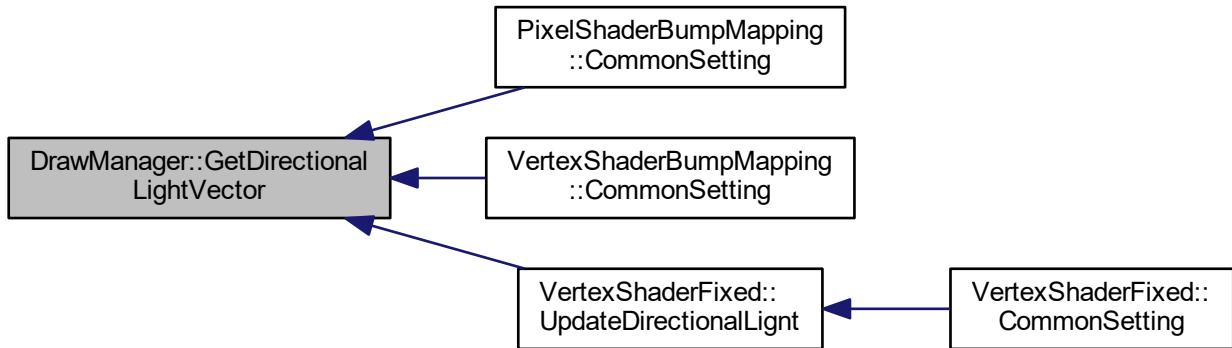 PixelShaderBumpMapping
::CommonSetting
DrawManager::GetDirectional
LightVector
VertexShaderBumpMapping
::CommonSetting
VertexShaderFixed::
UpdateDirectionalLignt
VertexShaderFixed::
CommonSetting